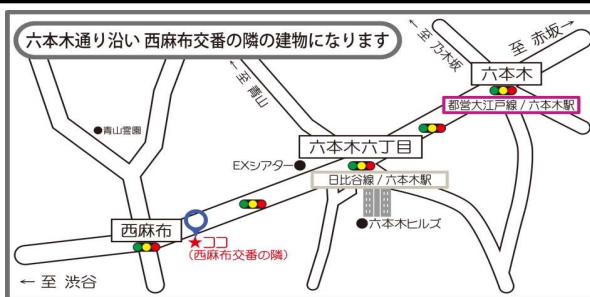 六本木通り沿い 西麻布交番の隣の建物になります
← 至 乃木坂
至 赤坂 →
六本木
都営大江戸線 / 六本木駅
← 至 青山
六本木六丁目
●青山霊園
EXシアター●
日比谷線 / 六本木駅
●六本木ヒルズ
西麻布
★ココ
(西麻布交番の隣)
← 至 渋谷